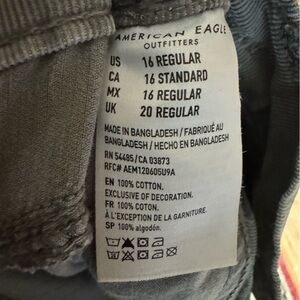 AMERICAN EAGLE
OUTFITTERS
US 16 REGULAR
CA 16 STANDARD
MX 16 REGULAR
UK 20 REGULAR
MADE IN BANGLADESH / FABRIQUÉ AU
BANGLADESH / HECHO EN BANGLADESH
RN 54485/CA 03873
RFC# AEM120605U9A
EN 100% COTTON.
EXCLUSIVE OF DECORATION.
FR 100% COTON.
À L'EXCEPTION DE LA GARNITURE.
SP 100% algodón.